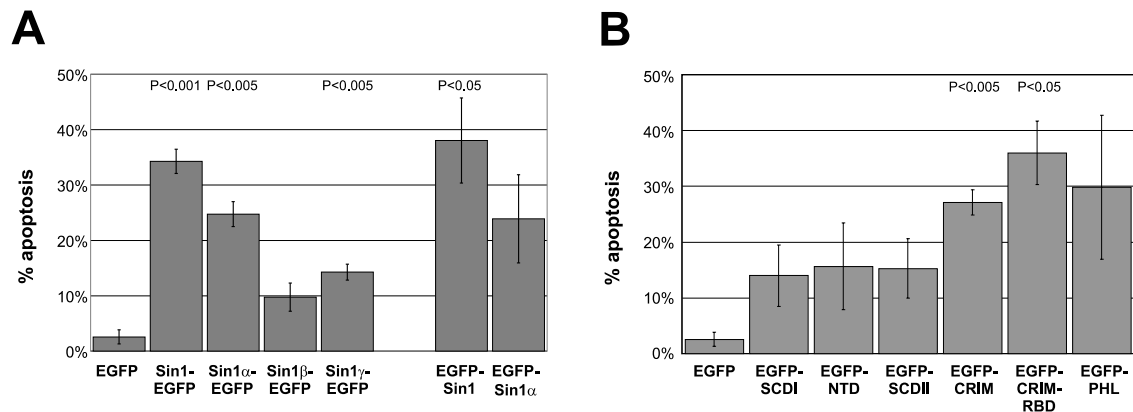 A
50%
40%
30%
20%
10%
0%
% apoptosis
P<0.001 P<0.005 P<0.005 P<0.05
EGFP Sin1- Sin1α- Sin1β- Sin1γ- EGFP- EGFP-
EGFP EGFP EGFP EGFP Sin1 Sin1α
B
50%
40%
30%
20%
10%
0%
% apoptosis
P<0.005 P<0.05
EGFP EGFP- EGFP- EGFP- EGFP- EGFP- EGFP-
SCDI NTD SCDII CRIM CRIM- PHL
RBD